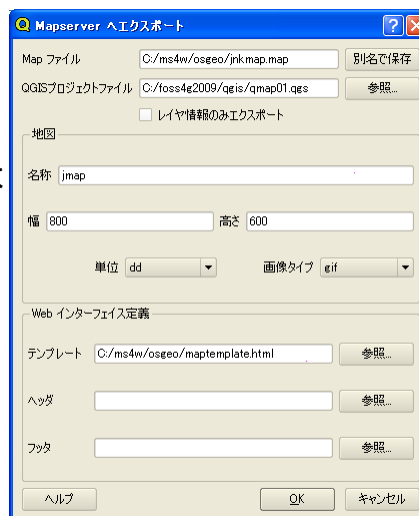 Mapserver へエクスポート
Map ファイル C:/ms4w/osgeo/jnkmap.map 別名で保存
QGISプロジェクトファイル C:/foss4g2009/qgis/qmap01.qgs 参照...
レイヤ情報のみエクスポート
地図
名称 jmap
幅 800 高さ 600
単位 dd 画像タイプ gif
Web インターフェイス定義
テンプレート C:/ms4w/osgeo/maptemplate.html 参照...
ヘッダ 参照...
フッタ 参照...
ヘルプ OK キャンセル